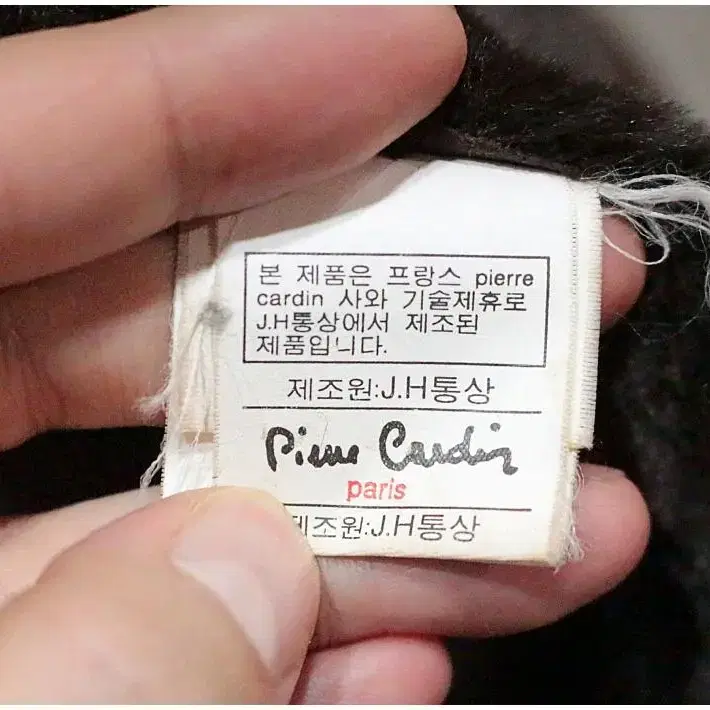 본 제품은 프랑스 pierre
cardin 사와 기술제휴로
J.H통상에서 제조된
제품입니다.
제조원:J.H통상
Pierre Cardin
paris
제조원:J.H통상